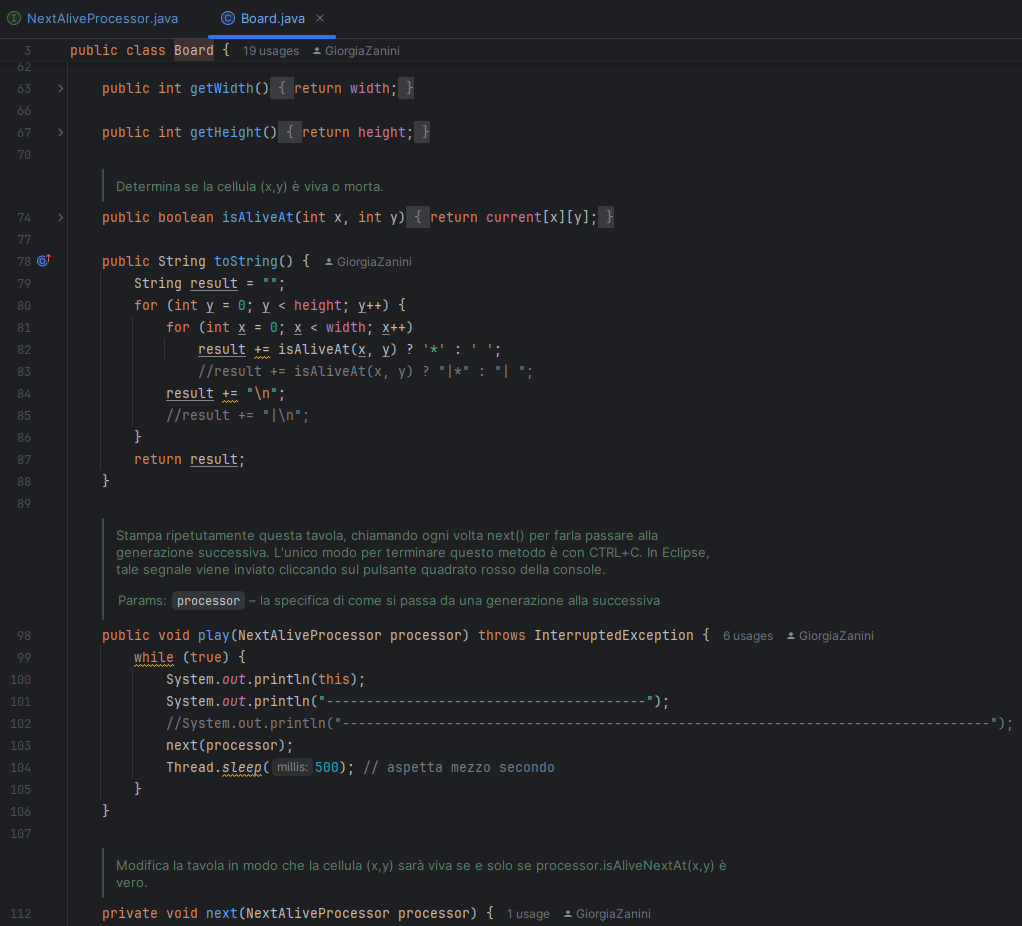 NextAliveProcessor.java Board.java
3 public class Board { 19 usages GiorgiaZanini
62
63 public int getWidth() { return width; }
66
67 public int getHeight() { return height; }
70
Determina se la cellula (x,y) è viva o morta.
74 public boolean isAliveAt(int x, int y) { return current[x][y]; }
77
78 public String toString() { GiorgiaZanini
79 String result = "";
80 for (int y = 0; y < height; y++) {
81 for (int x = 0; x < width; x++)
82 result += isAliveAt(x, y) ? '*' : ' ';
83 //result += isAliveAt(x, y) ? "|*" : "| ";
84 result += "\n";
85 //result += "|\n";
86 }
87 return result;
88 }
89
Stampa ripetutamente questa tavola, chiamando ogni volta next() per farla passare alla
generazione successiva. L'unico modo per terminare questo metodo è con CTRL+C. In Eclipse,
tale segnale viene inviato cliccando sul pulsante quadrato rosso della console.
Params: processor – la specifica di come si passa da una generazione alla successiva
98 public void play(NextAliveProcessor processor) throws InterruptedException { 6 usages GiorgiaZanini
99 while (true) {
100 System.out.println(this);
101 System.out.println("----------------------------------------");
102 //System.out.println("---------------------------------------------------------------------------------");
103 next(processor);
104 Thread.sleep( millis: 500); // aspetta mezzo secondo
105 }
106 }
107
Modifica la tavola in modo che la cellula (x,y) sarà viva se e solo se processor.isAliveNextAt(x,y) è
vero.
112 private void next(NextAliveProcessor processor) { 1 usage GiorgiaZanini